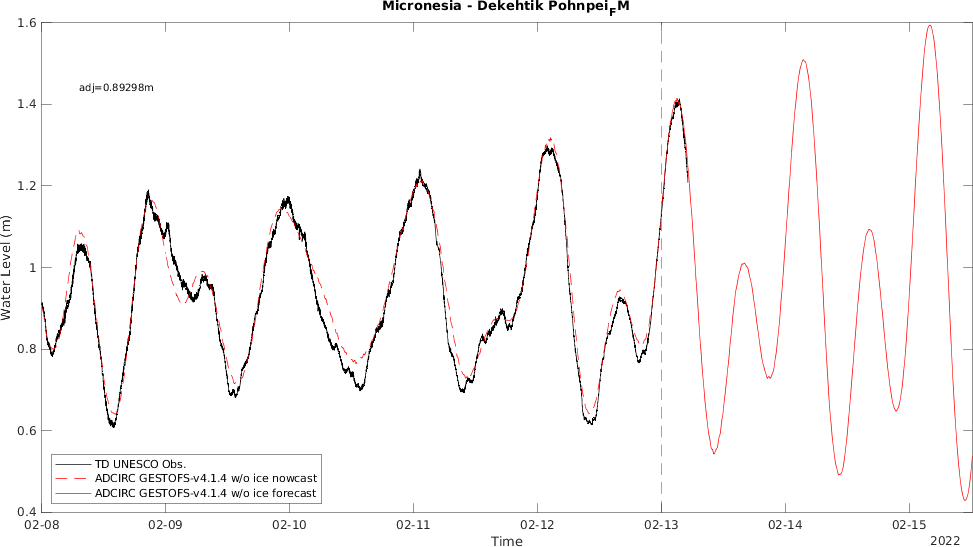 Micronesia - Dekehtik Pohnpei_FM
adj=0.89298m
Water Level (m)
1.6
1.4
1.2
1
0.8
0.6
0.4
TD UNESCO Obs.
ADCIRC GESTOFS-v4.1.4 w/o ice nowcast
ADCIRC GESTOFS-v4.1.4 w/o ice forecast
02-08 02-09 02-10 02-11 02-12 02-13 02-14 02-15
Time
2022